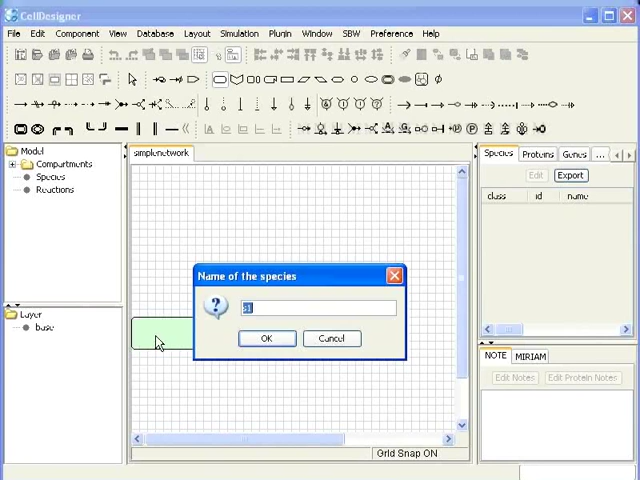 CellDesigner
File Edit Component View Database Layout Simulation Plugin Window SBW Preference Help
Model
Compartments
Species
Reactions
simplenetwork
Species Proteins Genes ...
Edit Export
class id name
Name of the species
s1
OK Cancel
Layer
base
NOTE MIRIAM
Edit Notes Edit Protein Notes
Grid Snap ON